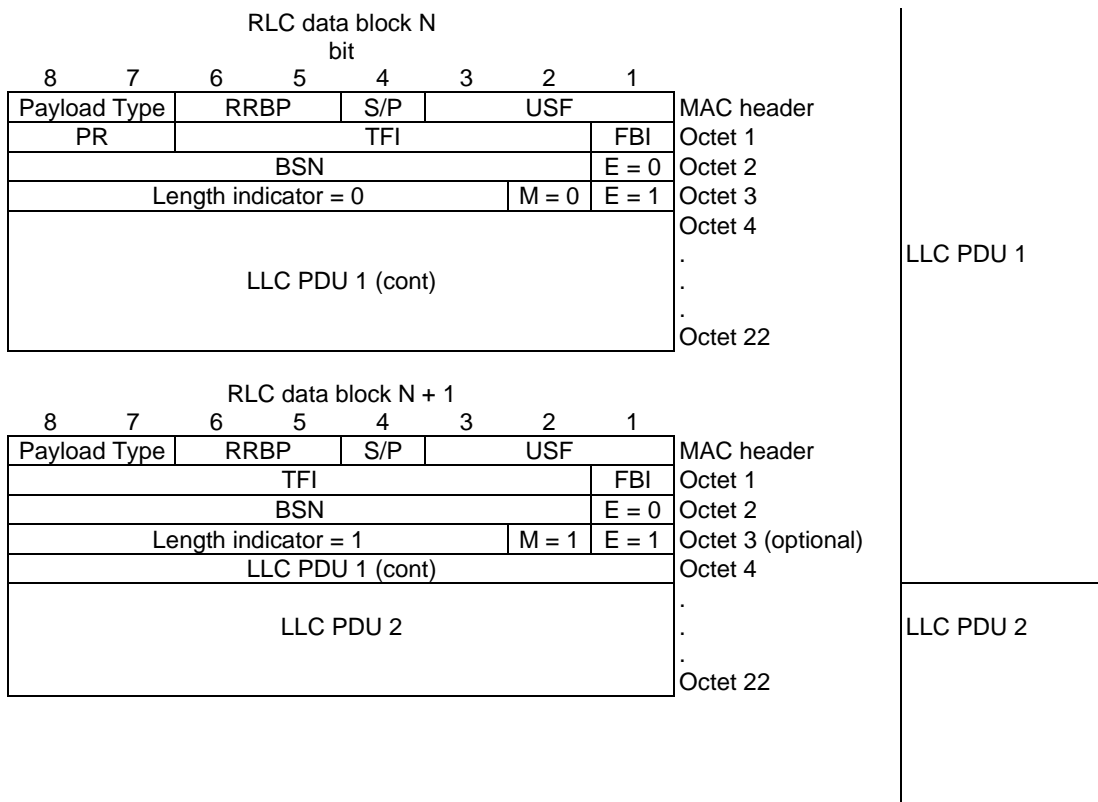 RLC data block N
bit
8 7 6 5 4 3 2 1
Payload Type RRBP S/P USF MAC header
PR TFI FBI Octet 1
BSN E = 0 Octet 2
Length indicator = 0 M = 0 E = 1 Octet 3
Octet 4
.
LLC PDU 1
LLC PDU 1 (cont)
.
.
Octet 22
RLC data block N + 1
8 7 6 5 4 3 2 1
Payload Type RRBP S/P USF MAC header
TFI FBI Octet 1
BSN E = 0 Octet 2
Length indicator = 1 M = 1 E = 1 Octet 3 (optional)
LLC PDU 1 (cont) Octet 4
.
LLC PDU 2 . LLC PDU 2
.
Octet 22